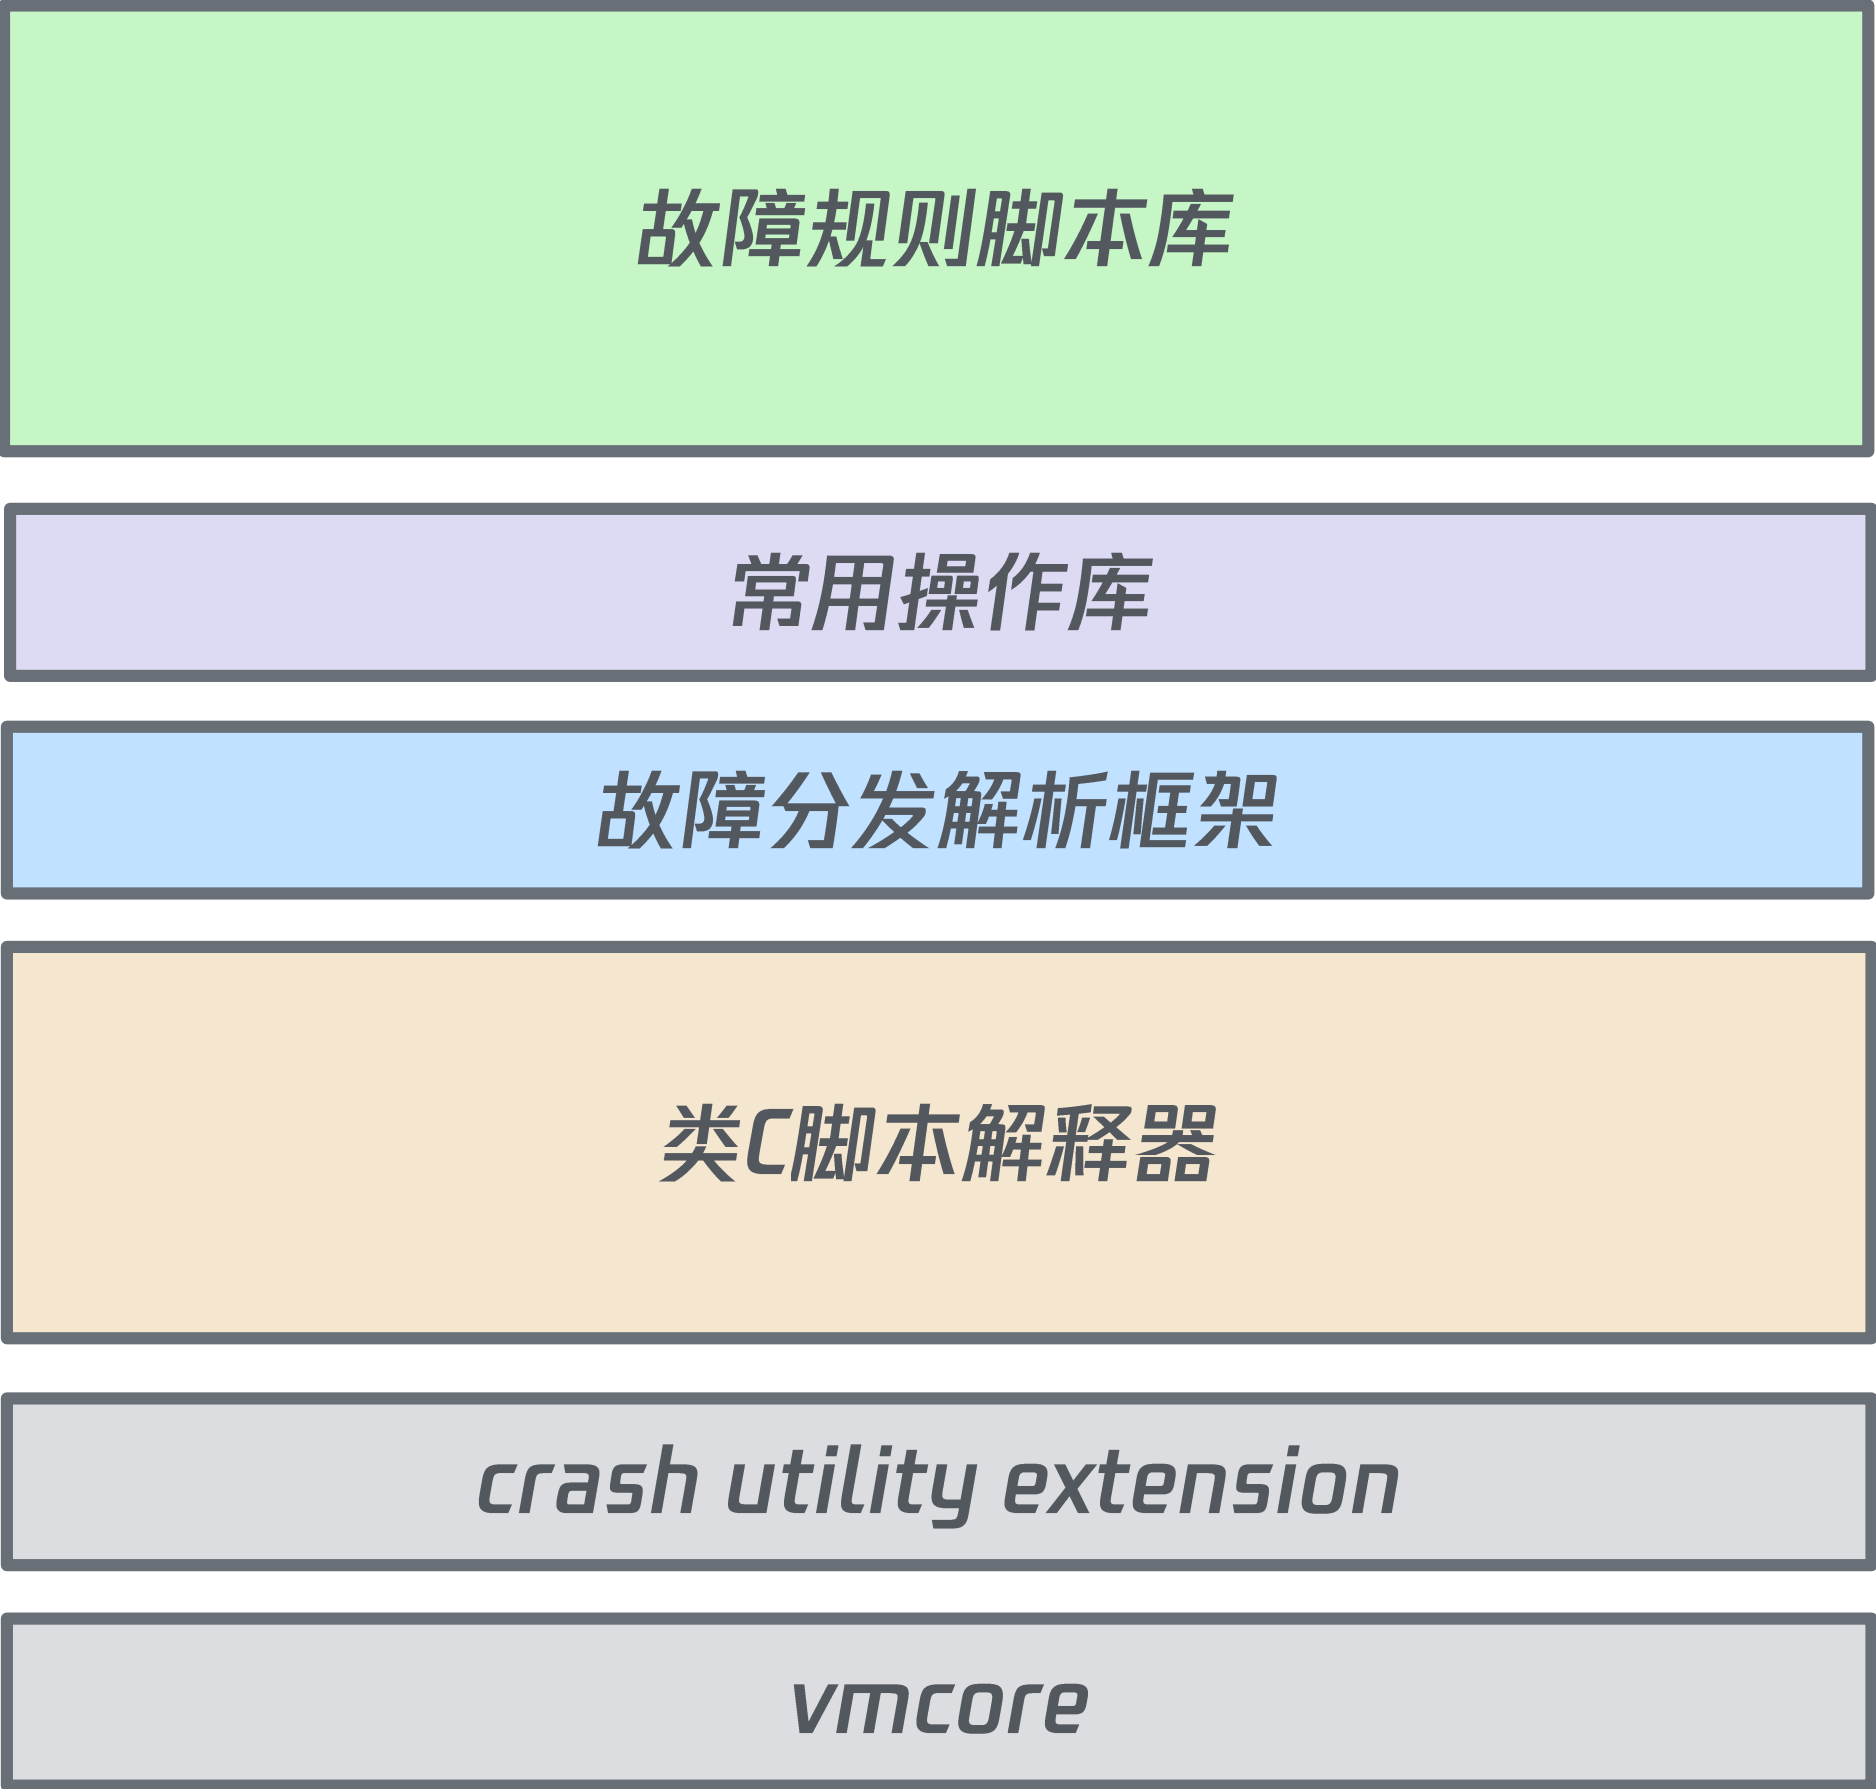 故障规则脚本库
常用操作库
故障分发解析框架
类C脚本解释器
crash utility extension
vmcore